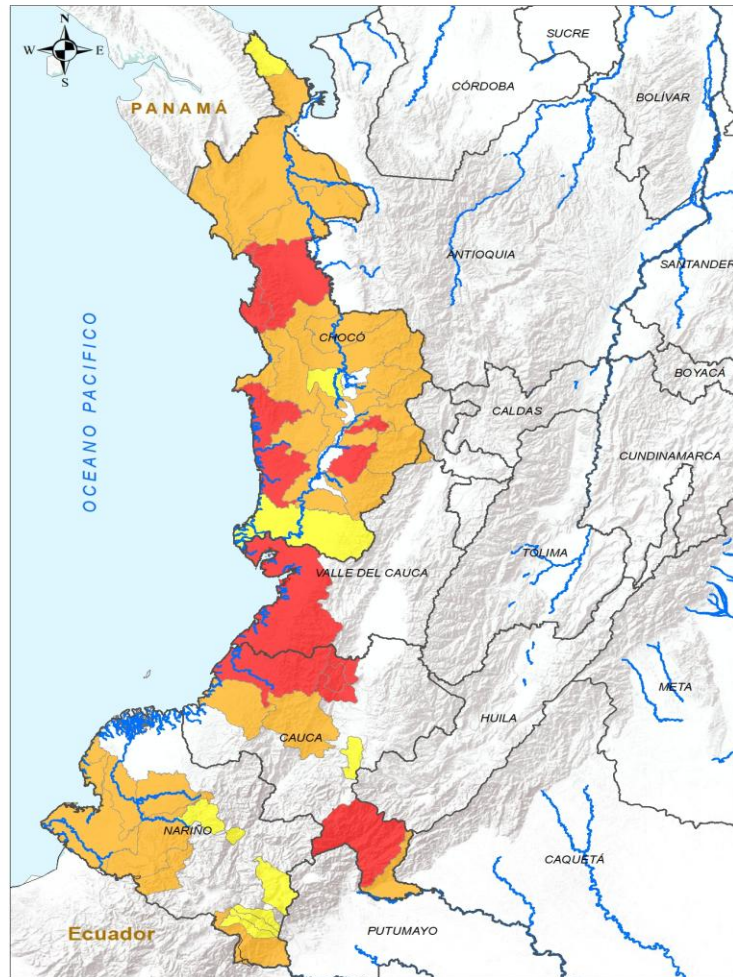 N
W E
S
SUCRE
CÓRDOBA
BOLÍVAR
PANAMÁ
ANTIOQUIA
SANTANDER
OCEANO PACIFICO
CHOCÓ
BOYACÁ
CALDAS
CUNDINAMARCA
TOLIMA
VALLE DEL CAUCA
META
HUILA
CAUCA
NARIÑO
CAQUETÁ
PUTUMAYO
Ecuador